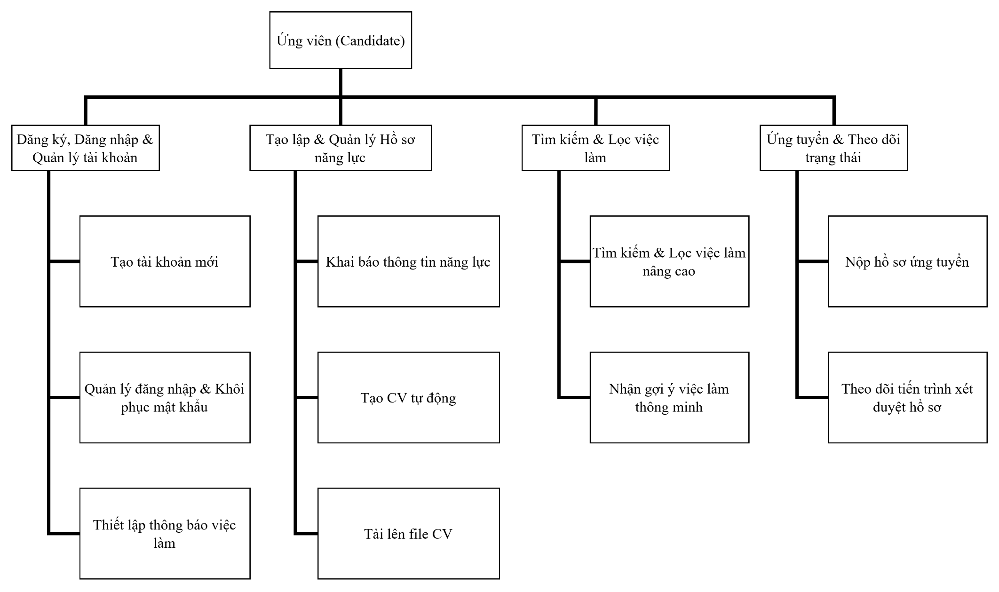 Ứng viên (Candidate)
Đăng ký, Đăng nhập &
Quản lý tài khoản
Tạo lập & Quản lý Hồ sơ
năng lực
Tìm kiếm & Lọc việc
làm
Ứng tuyển & Theo dõi
trạng thái
Tạo tài khoản mới
Khai báo thông tin năng lực
Tìm kiếm & Lọc việc làm
nâng cao
Nộp hồ sơ ứng tuyển
Quản lý đăng nhập & Khôi
phục mật khẩu
Tạo CV tự động
Nhận gợi ý việc làm
thông minh
Theo dõi tiến trình xét
duyệt hồ sơ
Thiết lập thông báo việc
làm
Tải lên file CV